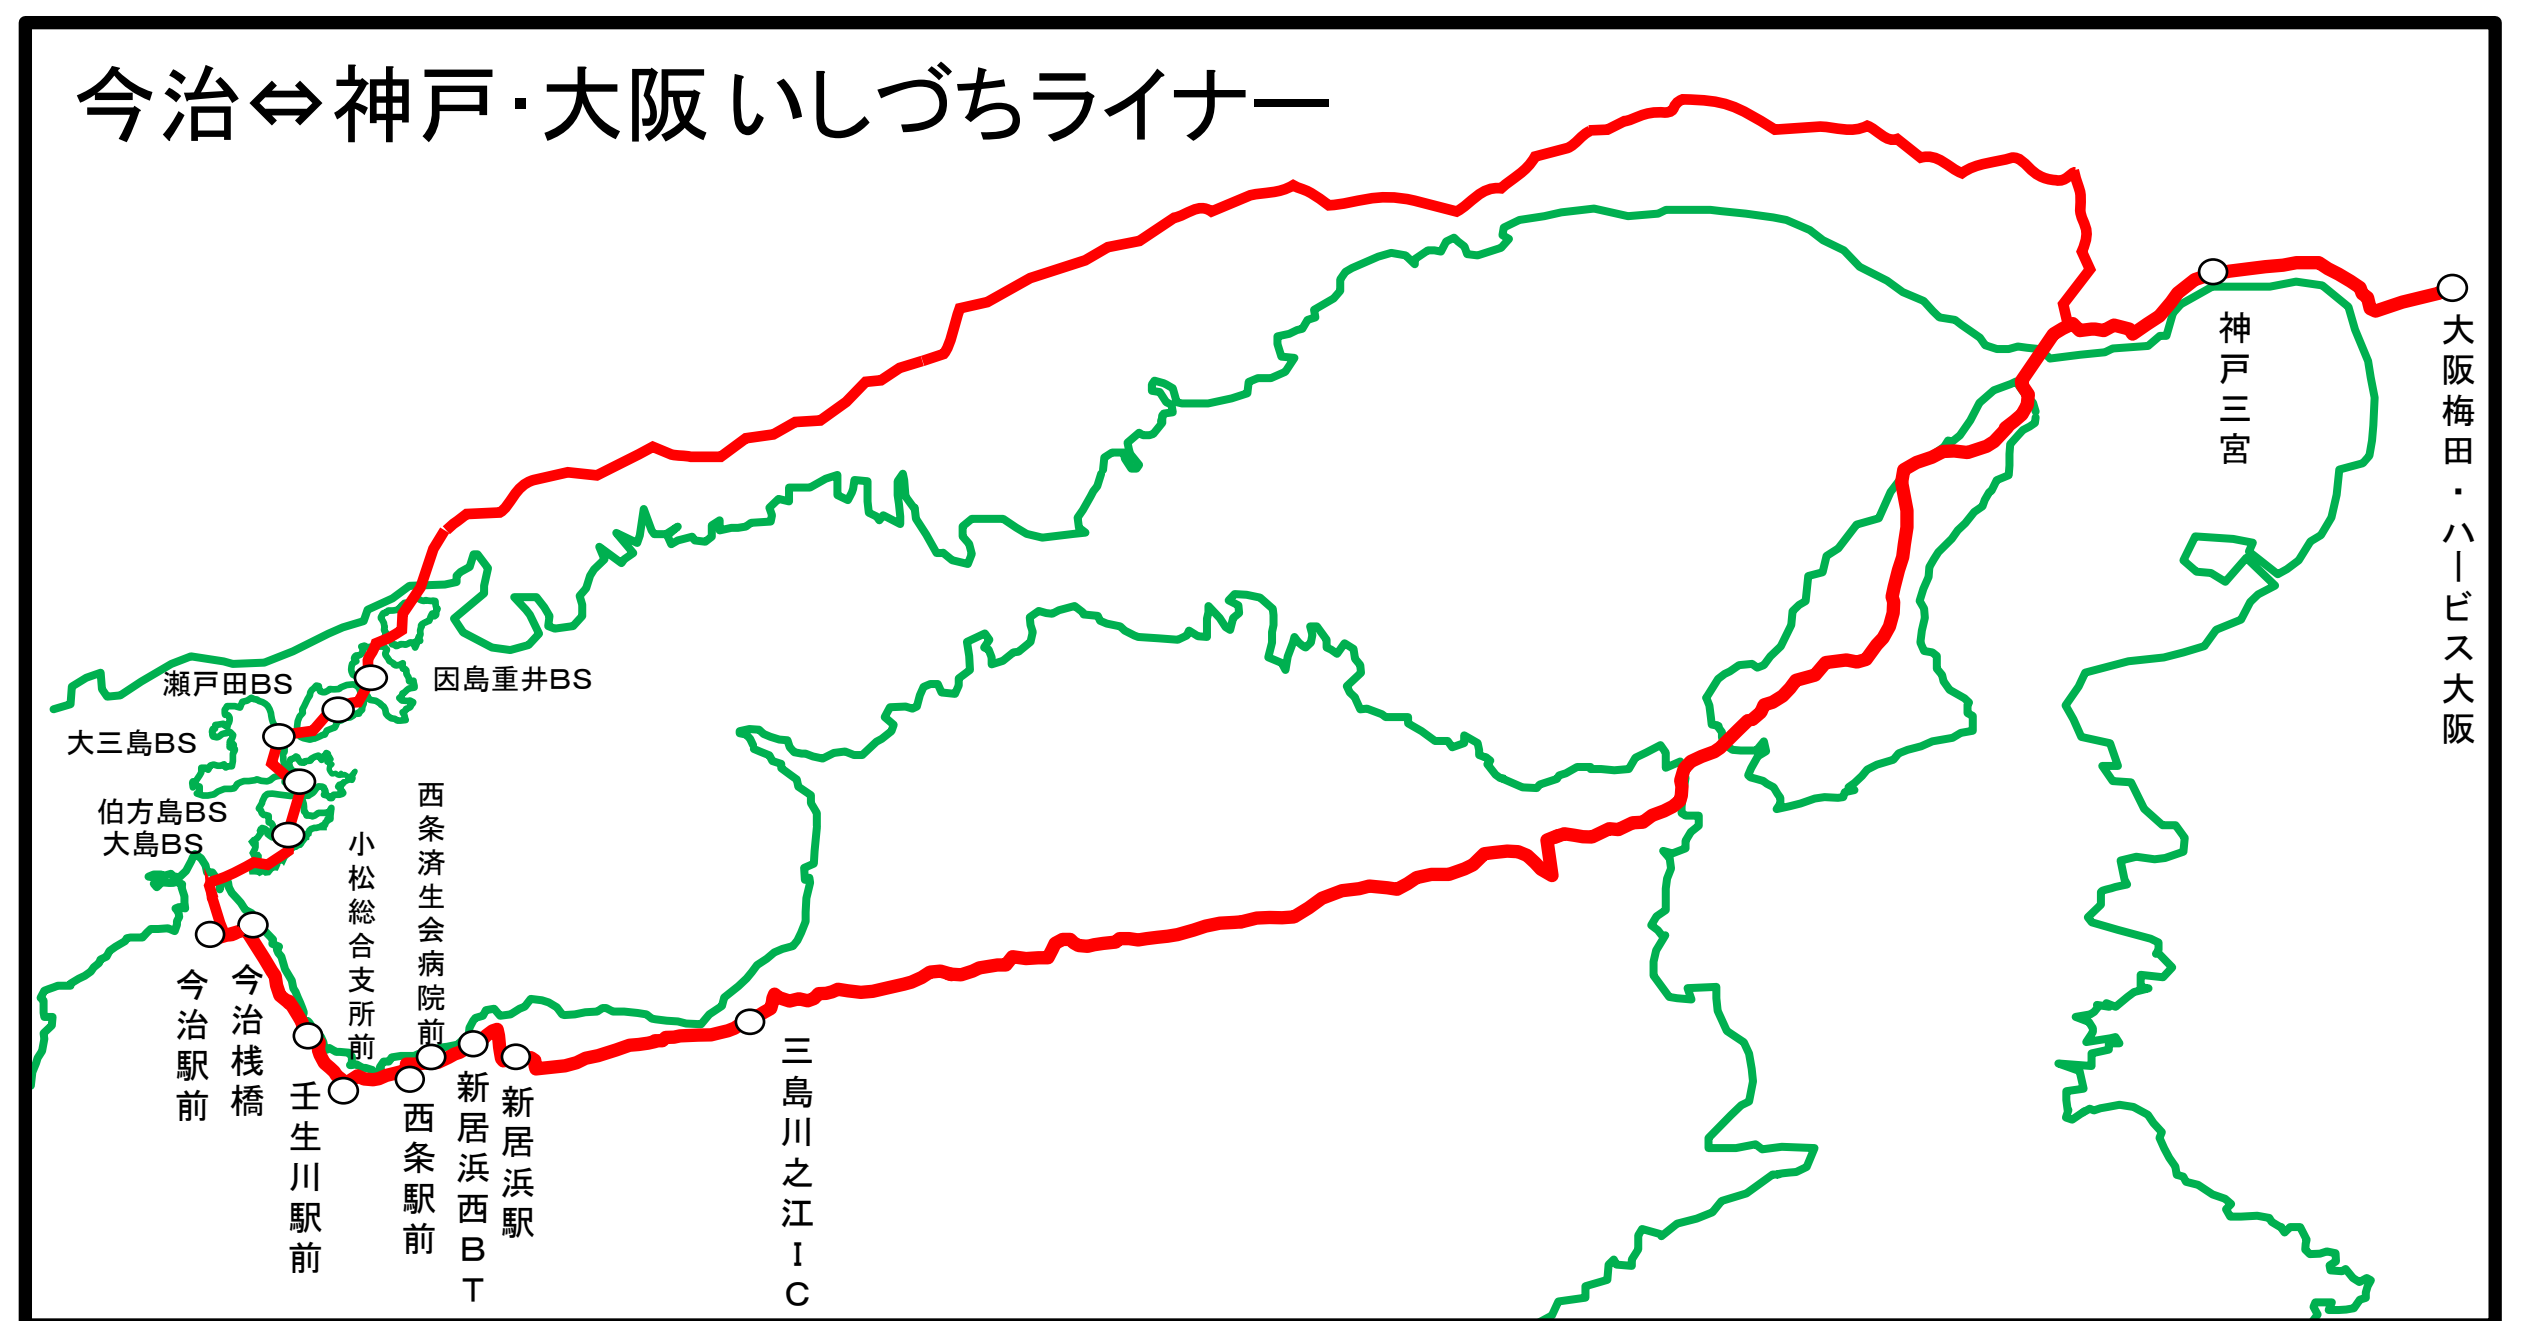 今治⇔神戸・大阪 いしづちライナー
瀬戸田BS
因島重井BS
大三島BS
伯方島BS
大島BS
小松総合支所前
西条済生会病院前
今治駅前
今治桟橋
壬生川駅前
西条駅前
新居浜西BT
新居浜駅
三島川之江IC
神戸三宮
大阪梅田・ハービス大阪